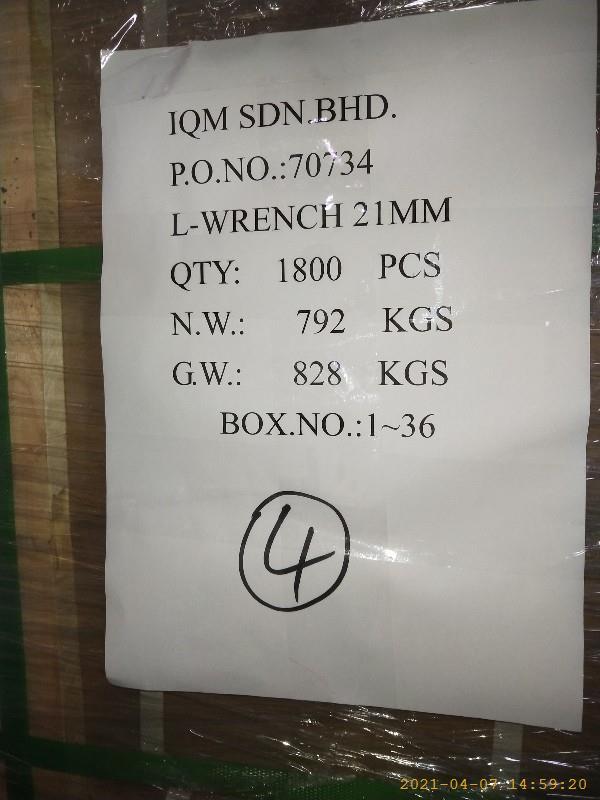 IQM SDN.BHD.
P.O.NO.:70734
L-WRENCH 21MM
QTY: 1800 PCS
N.W.: 792 KGS
G.W.: 828 KGS
BOX.NO.:1~36
4
2021-04-07 14:59:20